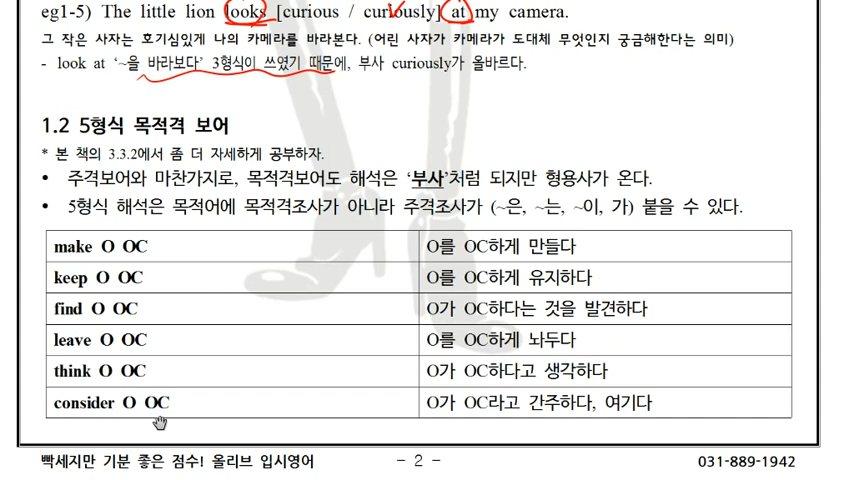 eg1-5) The little lion looks [curious / curiously] at my camera.
그 작은 사자는 호기심있게 나의 카메라를 바라본다. (어린 사자가 카메라가 도대체 무엇인지 궁금해한다는 의미)
- look at ‘~을 바라보다’ 3형식이 쓰였기 때문에, 부사 curiously가 올바르다.
1.2 5형식 목적격 보어
* 본 책의 3.3.2에서 좀 더 자세하게 공부하자.
• 주격보어와 마찬가지로, 목적격보어도 해석은 ‘부사’처럼 되지만 형용사가 온다.
• 5형식 해석은 목적어에 목적격조사가 아니라 주격조사가 (~은, ~는, ~이, 가) 붙을 수 있다.
make O OC O를 OC하게 만들다
keep O OC O를 OC하게 유지하다
find O OC O가 OC하다는 것을 발견하다
leave O OC O를 OC하게 놔두다
think O OC O가 OC하다고 생각하다
consider O OC O가 OC라고 간주하다, 여기다
빡세지만 기분 좋은 점수! 올리브 입시영어 - 2 - 031-889-1942